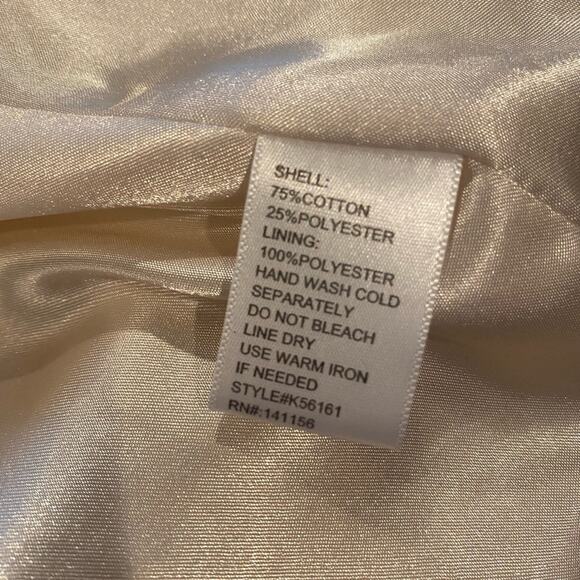 SHELL:
75%COTTON
25%POLYESTER
LINING:
100%POLYESTER
HAND WASH COLD
SEPARATELY
DO NOT BLEACH
LINE DRY
USE WARM IRON
IF NEEDED
STYLE#K56161
RN#:141156